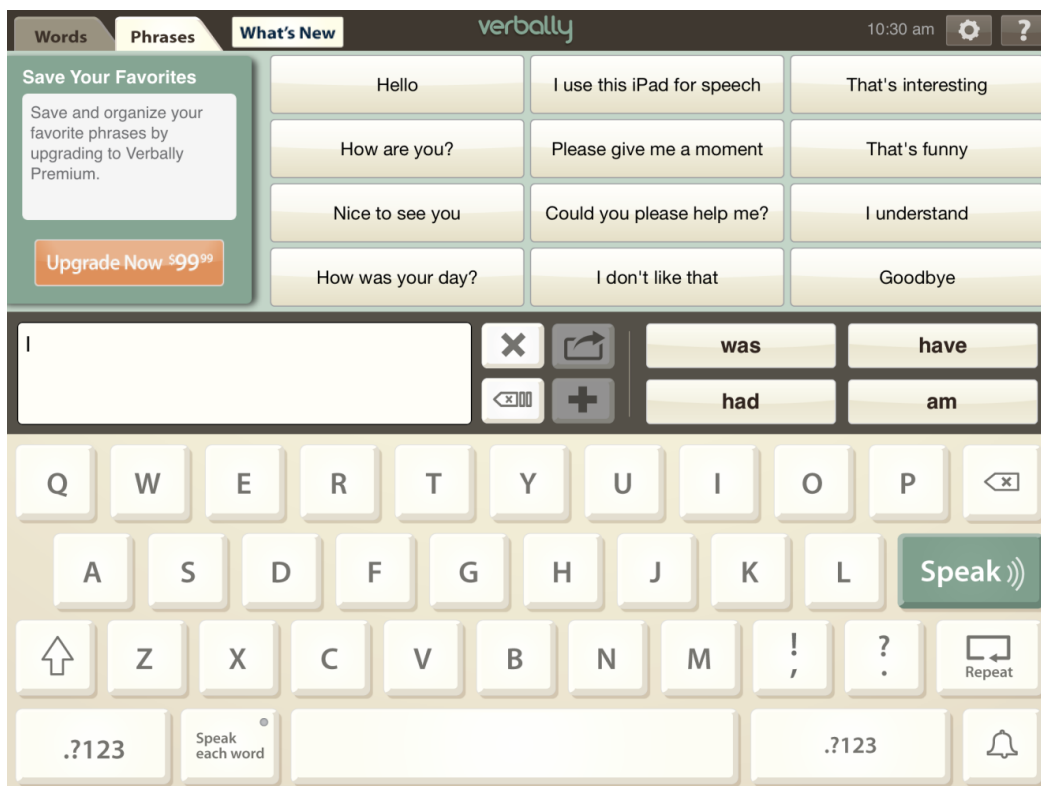 Words
Phrases
What's New
verbally
10:30 am
?
Save Your Favorites
Save and organize your
favorite phrases by
upgrading to Verbally
Premium.
Upgrade Now $99.99
Hello
I use this iPad for speech
That's interesting
How are you?
Please give me a moment
That's funny
Nice to see you
Could you please help me?
I understand
How was your day?
I don't like that
Goodbye
I
was
have
had
am
Q W E R T Y U I O P
A S D F G H J K L Speak
Z X C V B N M ! , ? . Repeat
.?123
Speak
each word
.?123